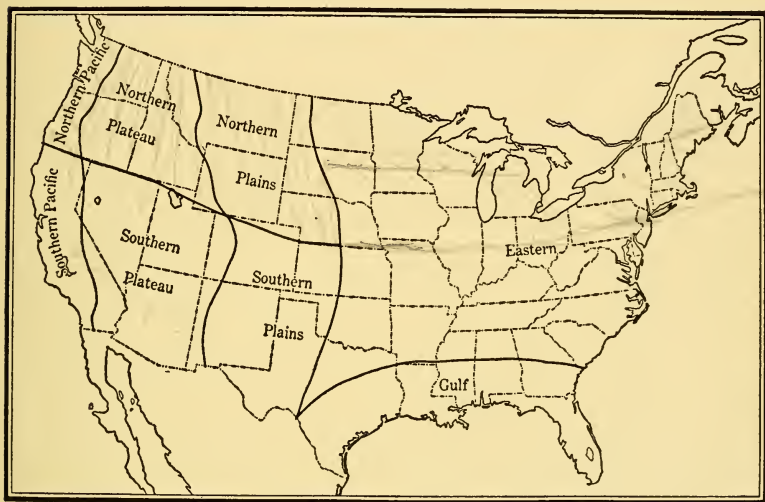 Northern Pacific
Northern
Plateau
Northern
Plains
Southern Pacific
Southern
Plateau
Southern
Plains
Eastern
Gulf